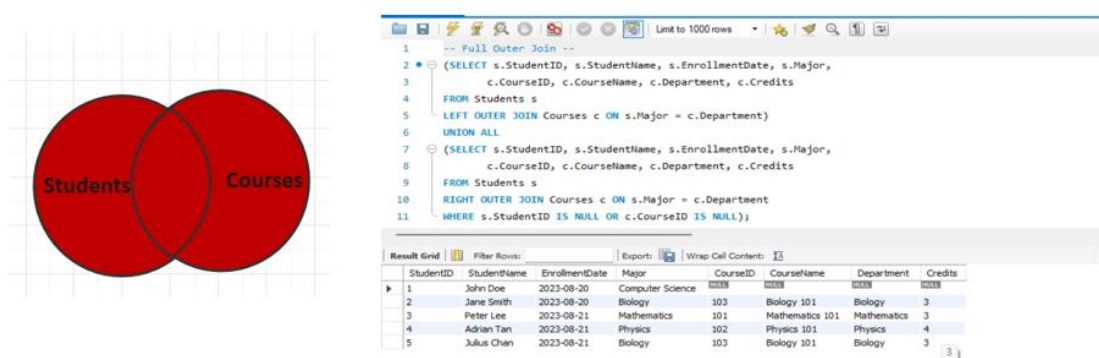 Students
Courses
Limit to 1000 rows
1 -- Full Outer Join --
2 (SELECT s.StudentID, s.StudentName, s.EnrollmentDate, s.Major,
3 c.CourseID, c.CourseName, c.Department, c.Credits
4 FROM Students s
5 LEFT OUTER JOIN Courses c ON s.Major = c.Department)
6 UNION ALL
7 (SELECT s.StudentID, s.StudentName, s.EnrollmentDate, s.Major,
8 c.CourseID, c.CourseName, c.Department, c.Credits
9 FROM Students s
10 RIGHT OUTER JOIN Courses c ON s.Major = c.Department
11 WHERE s.StudentID IS NULL OR c.CourseID IS NULL);
Result Grid Filter Rows: Export: Wrap Cell Content: IA
StudentID StudentName EnrollmentDate Major CourseID CourseName Department Credits
1 John Doe 2023-08-20 Computer Science NULL NULL NULL NULL
2 Jane Smith 2023-08-20 Biology 103 Biology 101 Biology 3
3 Peter Lee 2023-08-21 Mathematics 101 Mathematics 101 Mathematics 3
4 Adrian Tan 2023-08-21 Physics 102 Physics 101 Physics 4
5 Julius Chan 2023-08-21 Biology 103 Biology 101 Biology 3
3